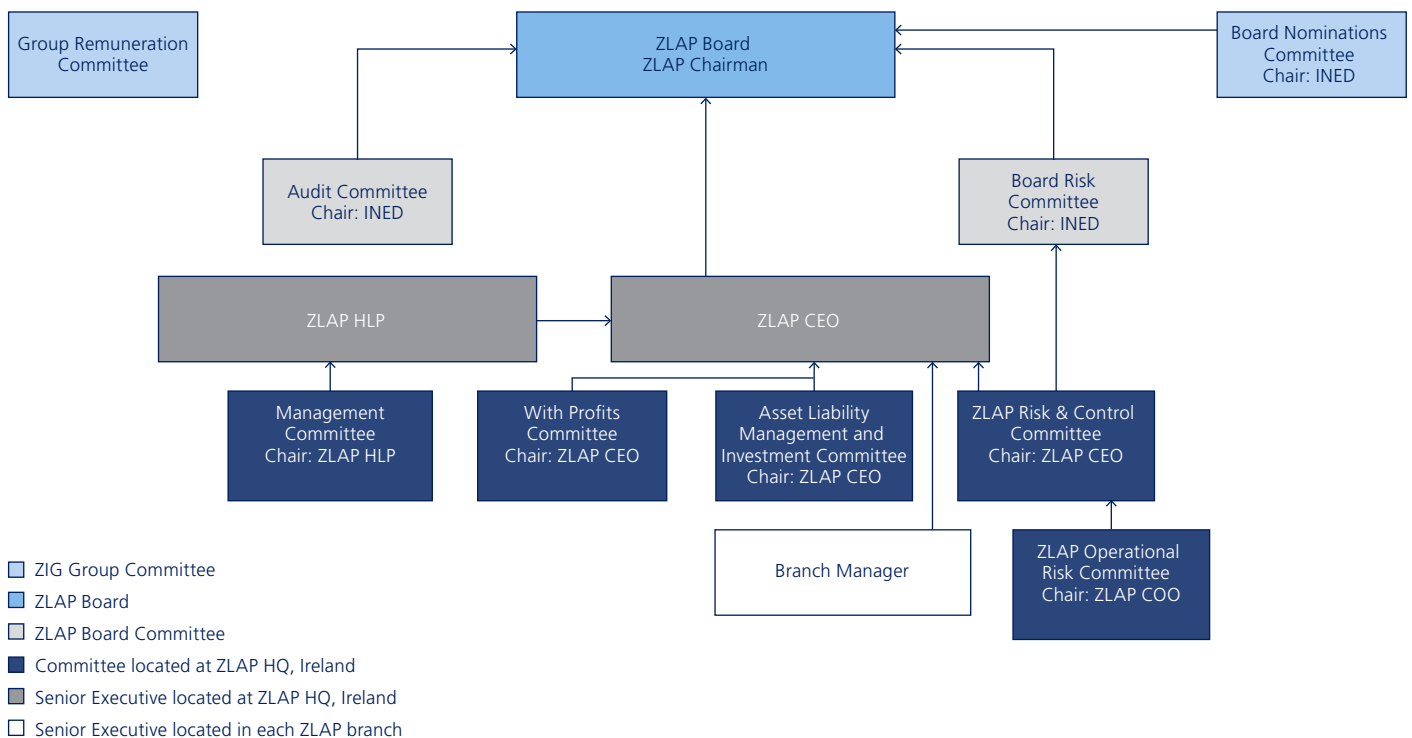 Group Remuneration
Committee
ZLAP Board
ZLAP Chairman
Board Nominations
Committee
Chair: INED
Audit Committee
Chair: INED
Board Risk
Committee
Chair: INED
ZLAP HLP
ZLAP CEO
Management
Committee
Chair: ZLAP HLP
With Profits
Committee
Chair: ZLAP CEO
Asset Liability
Management and
Investment Committee
Chair: ZLAP CEO
ZLAP Risk & Control
Committee
Chair: ZLAP CEO
Branch Manager
ZLAP Operational
Risk Committee
Chair: ZLAP COO
ZIG Group Committee
ZLAP Board
ZLAP Board Committee
Committee located at ZLAP HQ, Ireland
Senior Executive located at ZLAP HQ, Ireland
Senior Executive located in each ZLAP branch